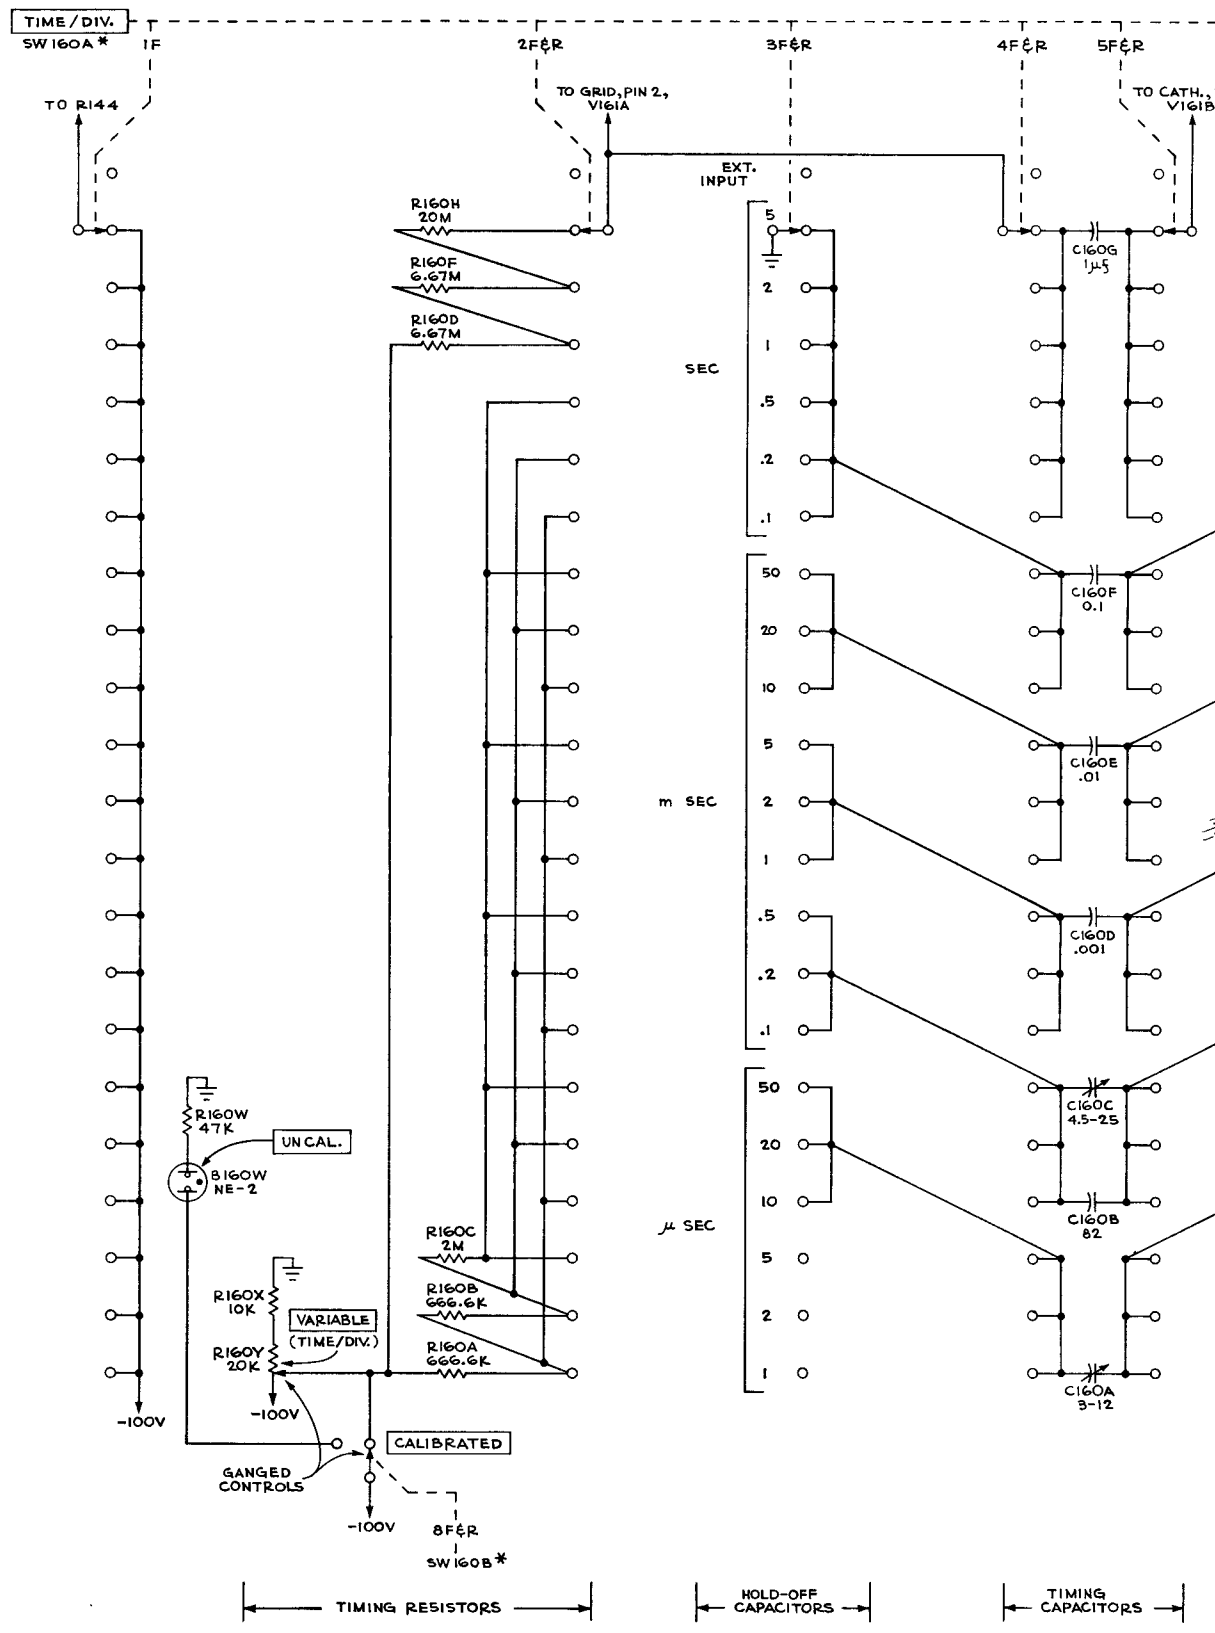 TIME/DIV.
SW160A*
1F
2F&R
3F&R
4F&R
5F&R
TO R144
TO GRID, PIN 2,
V161A
TO CATH.,
V161B
EXT.
INPUT
R160H
20M
R160F
6.67M
R160D
6.67M
5
2
1
.5
.2
.1
SEC
C160G
1μf
50
20
10
5
2
1
.5
.2
.1
m SEC
C160F
0.1
C160E
.01
C160D
.001
50
20
10
5
2
1
μ SEC
C160C
4.5-25
C160B
82
C160A
3-12
R160W
47K
UNCAL.
B160W
NE-2
R160X
10K
VARIABLE
(TIME/DIV.)
R160Y
20K
R160C
2M
R160B
666.6K
R160A
666.6K
-100V
-100V
CALIBRATED
GANGED
CONTROLS
-100V
8F&R
SW160B*
TIMING RESISTORS
HOLD-OFF
CAPACITORS
TIMING
CAPACITORS